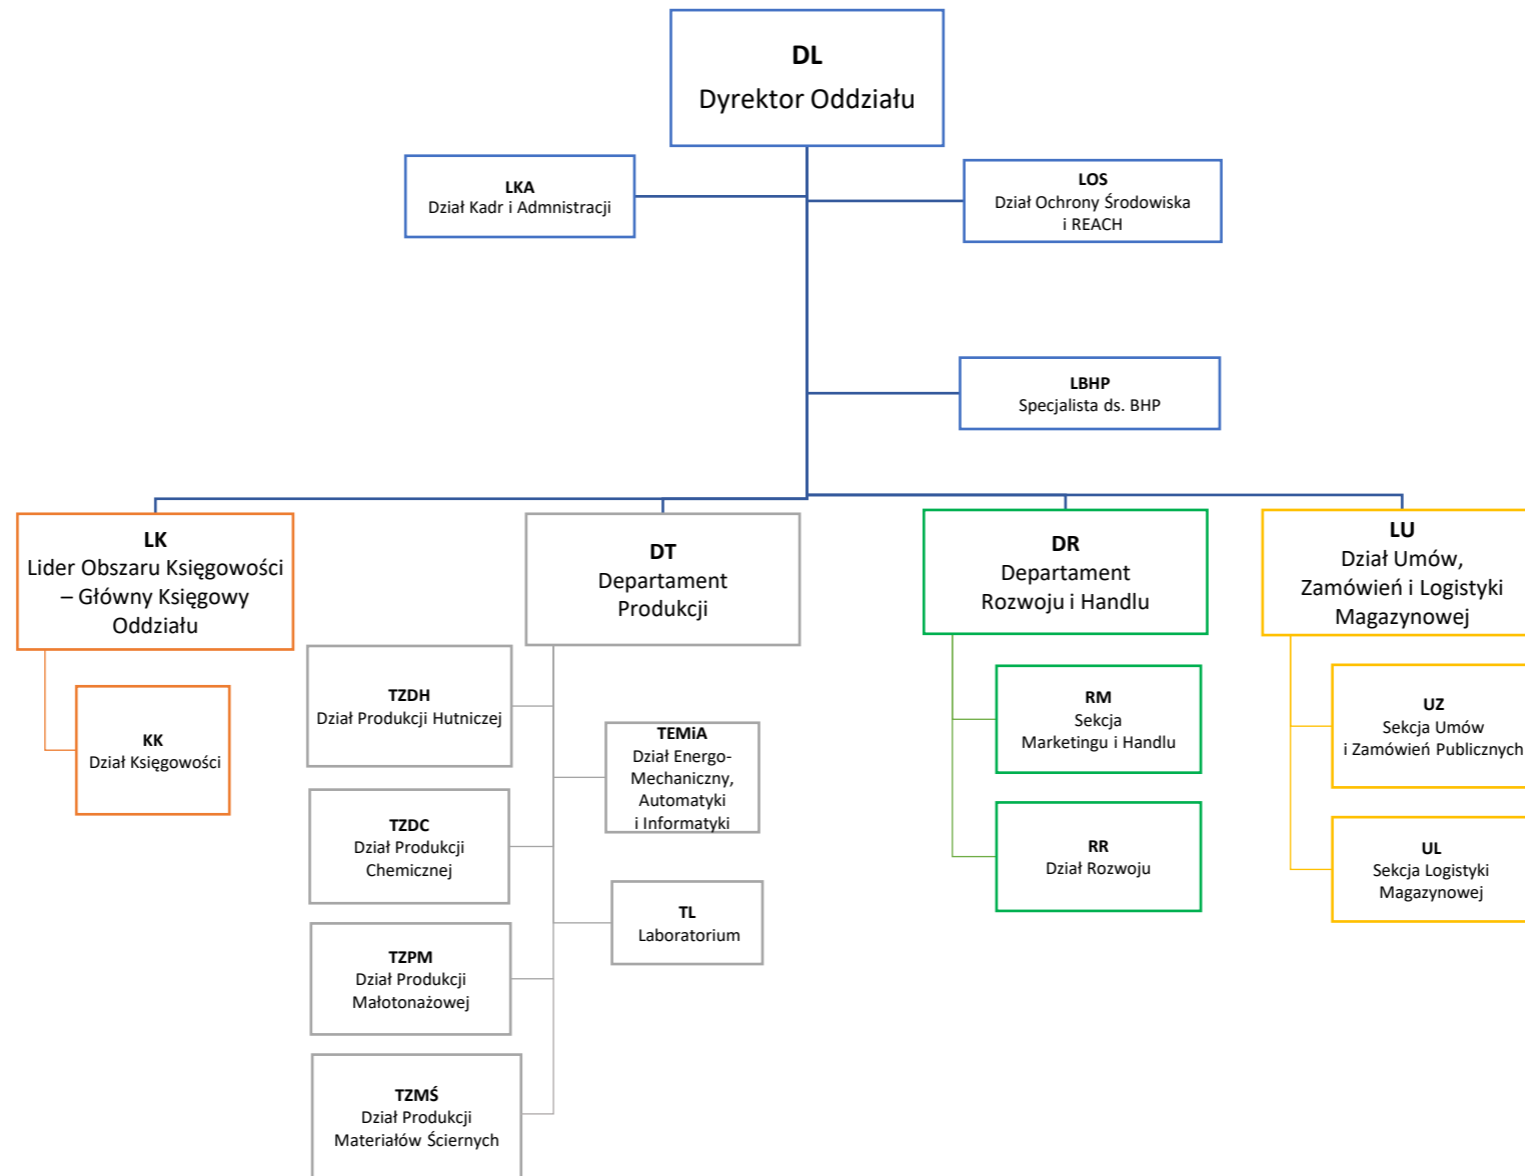 DL
Dyrektor Oddziału
LKA
Dział Kadr i Admnistracji
LOS
Dział Ochrony Środowiska
i REACH
LBHP
Specjalista ds. BHP
LK
Lider Obszaru Księgowości
– Główny Księgowy
Oddziału
DT
Departament
Produkcji
DR
Departament
Rozwoju i Handlu
LU
Dział Umów,
Zamówień i Logistyki
Magazynowej
KK
Dział Księgowości
TZDH
Dział Produkcji Hutniczej
TZDC
Dział Produkcji
Chemicznej
TZPM
Dział Produkcji
Małotonażowej
TZMŚ
Dział Produkcji
Materiałów Ściernych
TEMiA
Dział Energo-
Mechaniczny,
Automatyki
i Informatyki
TL
Laboratorium
RM
Sekcja
Marketingu i Handlu
RR
Dział Rozwoju
UZ
Sekcja Umów
i Zamówień Publicznych
UL
Sekcja Logistyki
Magazynowej